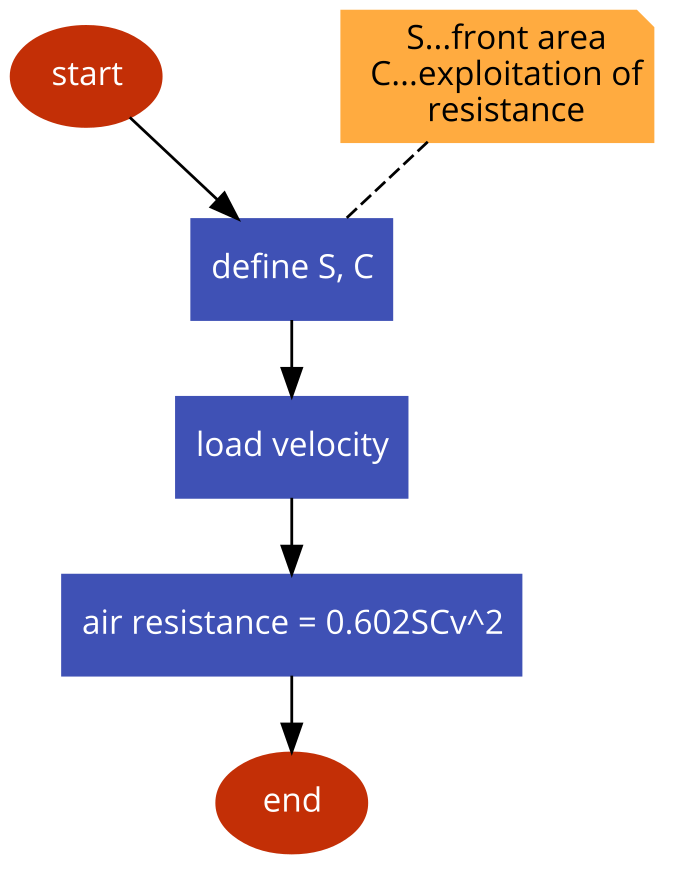 start
S...front area
C...exploitation of
resistance
define S, C
load velocity
air resistance = 0.602SCv^2
end